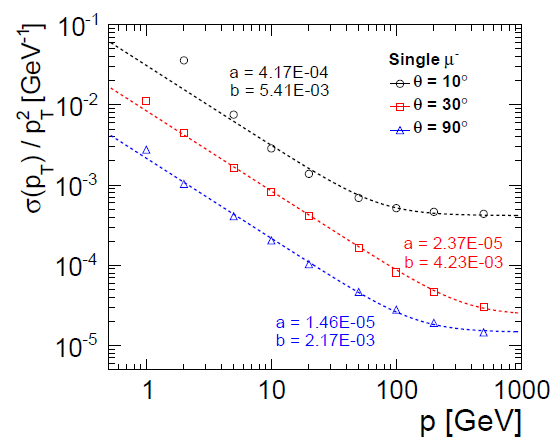 σ(p_T) / p_T^2 [GeV^-1]
10^-1
10^-2
10^-3
10^-4
10^-5
a = 4.17E-04
b = 5.41E-03
Single μ^-
θ = 10°
θ = 30°
θ = 90°
a = 2.37E-05
b = 4.23E-03
a = 1.46E-05
b = 2.17E-03
1 10 100 1000
p [GeV]